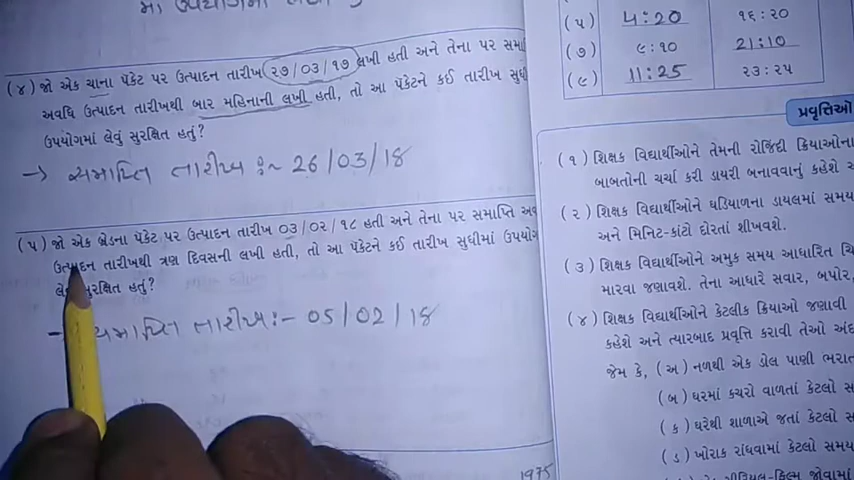 મા ઉપયોગમાં
(૪) જો એક ચાના પૅકેટ પર ઉત્પાદન તારીખ ૨૭/૦૩/૧૭ લખી હતી અને તેના પર સમા
અવધિ ઉત્પાદન તારીખથી બાર મહિનાની લખી હતી, તો આ પૅકેટને કઈ તારીખ સુધી
ઉપયોગમાં લેવું સુરક્ષિત હતું?
→ સમાપ્તિ તારીખ :~ 26/03/18
(૫) જો એક બ્રેડના પૅકેટ પર ઉત્પાદન તારીખ ૦૩/૦૨/૧૮ હતી અને તેના પર સમાપ્તિ અવ
ઉત્પાદન તારીખથી ત્રણ દિવસની લખી હતી, તો આ પૅકેટને કઈ તારીખ સુધીમાં ઉપયોગ
સુરક્ષિત હતું?
સમાપ્તિ તારીખ :- 05/02/18
(૫) 4:20 ૧૬:૨૦
(૭) ૯:૧૦ 21:10
(૯) 11:25 ૨૩:૨૫
પ્રવૃત્તિઓ
(૧) શિક્ષક વિદ્યાર્થીઓને તેમની રોજિંદી ક્રિયાઓના
બાબતોની ચર્ચા કરી ડાયરી બનાવવાનું કહેશે
(૨) શિક્ષક વિદ્યાર્થીઓને ઘડિયાળના ડાયલમાં સમય
અને મિનિટ-કાંટો દોરતાં શીખવશે.
(૩) શિક્ષક વિદ્યાર્થીઓને અમુક સમય આધારિત ચિ
મારવા જણાવશે. તેના આધારે સવાર, બપોર,
(૪) શિક્ષક વિદ્યાર્થીઓને કેટલીક ક્રિયાઓ જણાવી
કહેશે અને ત્યારબાદ પ્રવૃત્તિ કરાવી તેઓ અંદ
જેમ કે, (અ) નળથી એક ડોલ પાણી ભરાત
(બ) ઘરમાં કચરો વાળતાં કેટલો સ
(ક) ઘરેથી શાળાએ જતાં કેટલો સ
(ડ) ખોરાક રાંધવામાં કેટલો સમય
જોવામાં
1975